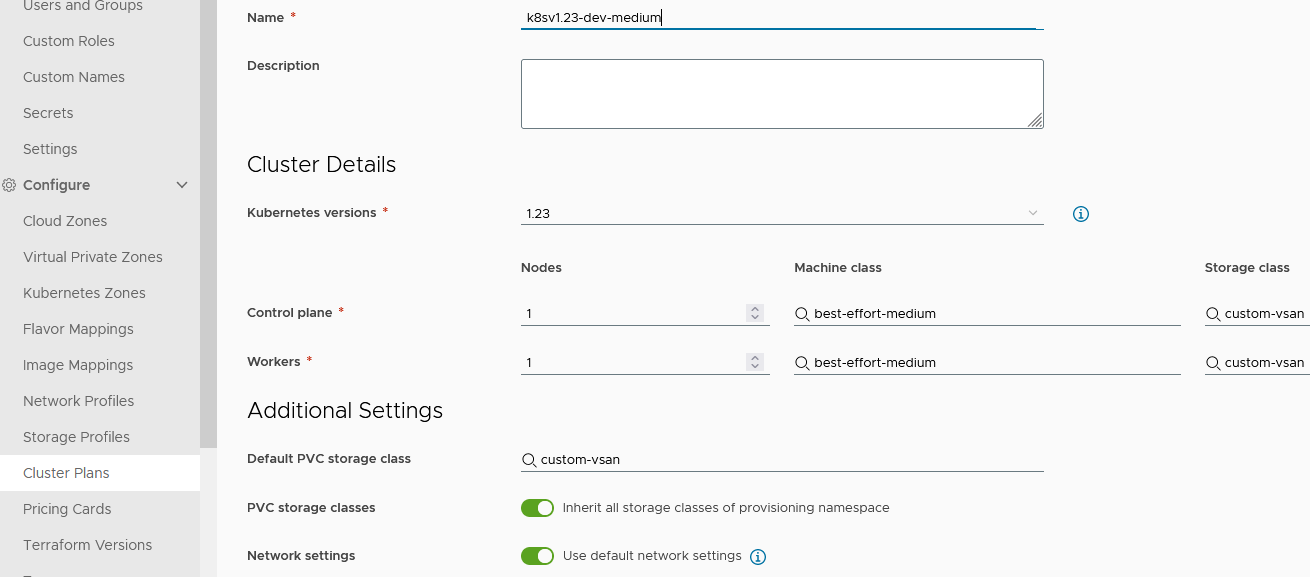 Users and Groups
Custom Roles
Custom Names
Secrets
Settings
Configure
Cloud Zones
Virtual Private Zones
Kubernetes Zones
Flavor Mappings
Image Mappings
Network Profiles
Storage Profiles
Cluster Plans
Pricing Cards
Terraform Versions
Name * k8sv1.23-dev-medium
Description
Cluster Details
Kubernetes versions * 1.23
Nodes Machine class Storage class
Control plane * 1 best-effort-medium custom-vsan
Workers * 1 best-effort-medium custom-vsan
Additional Settings
Default PVC storage class custom-vsan
PVC storage classes Inherit all storage classes of provisioning namespace
Network settings Use default network settings